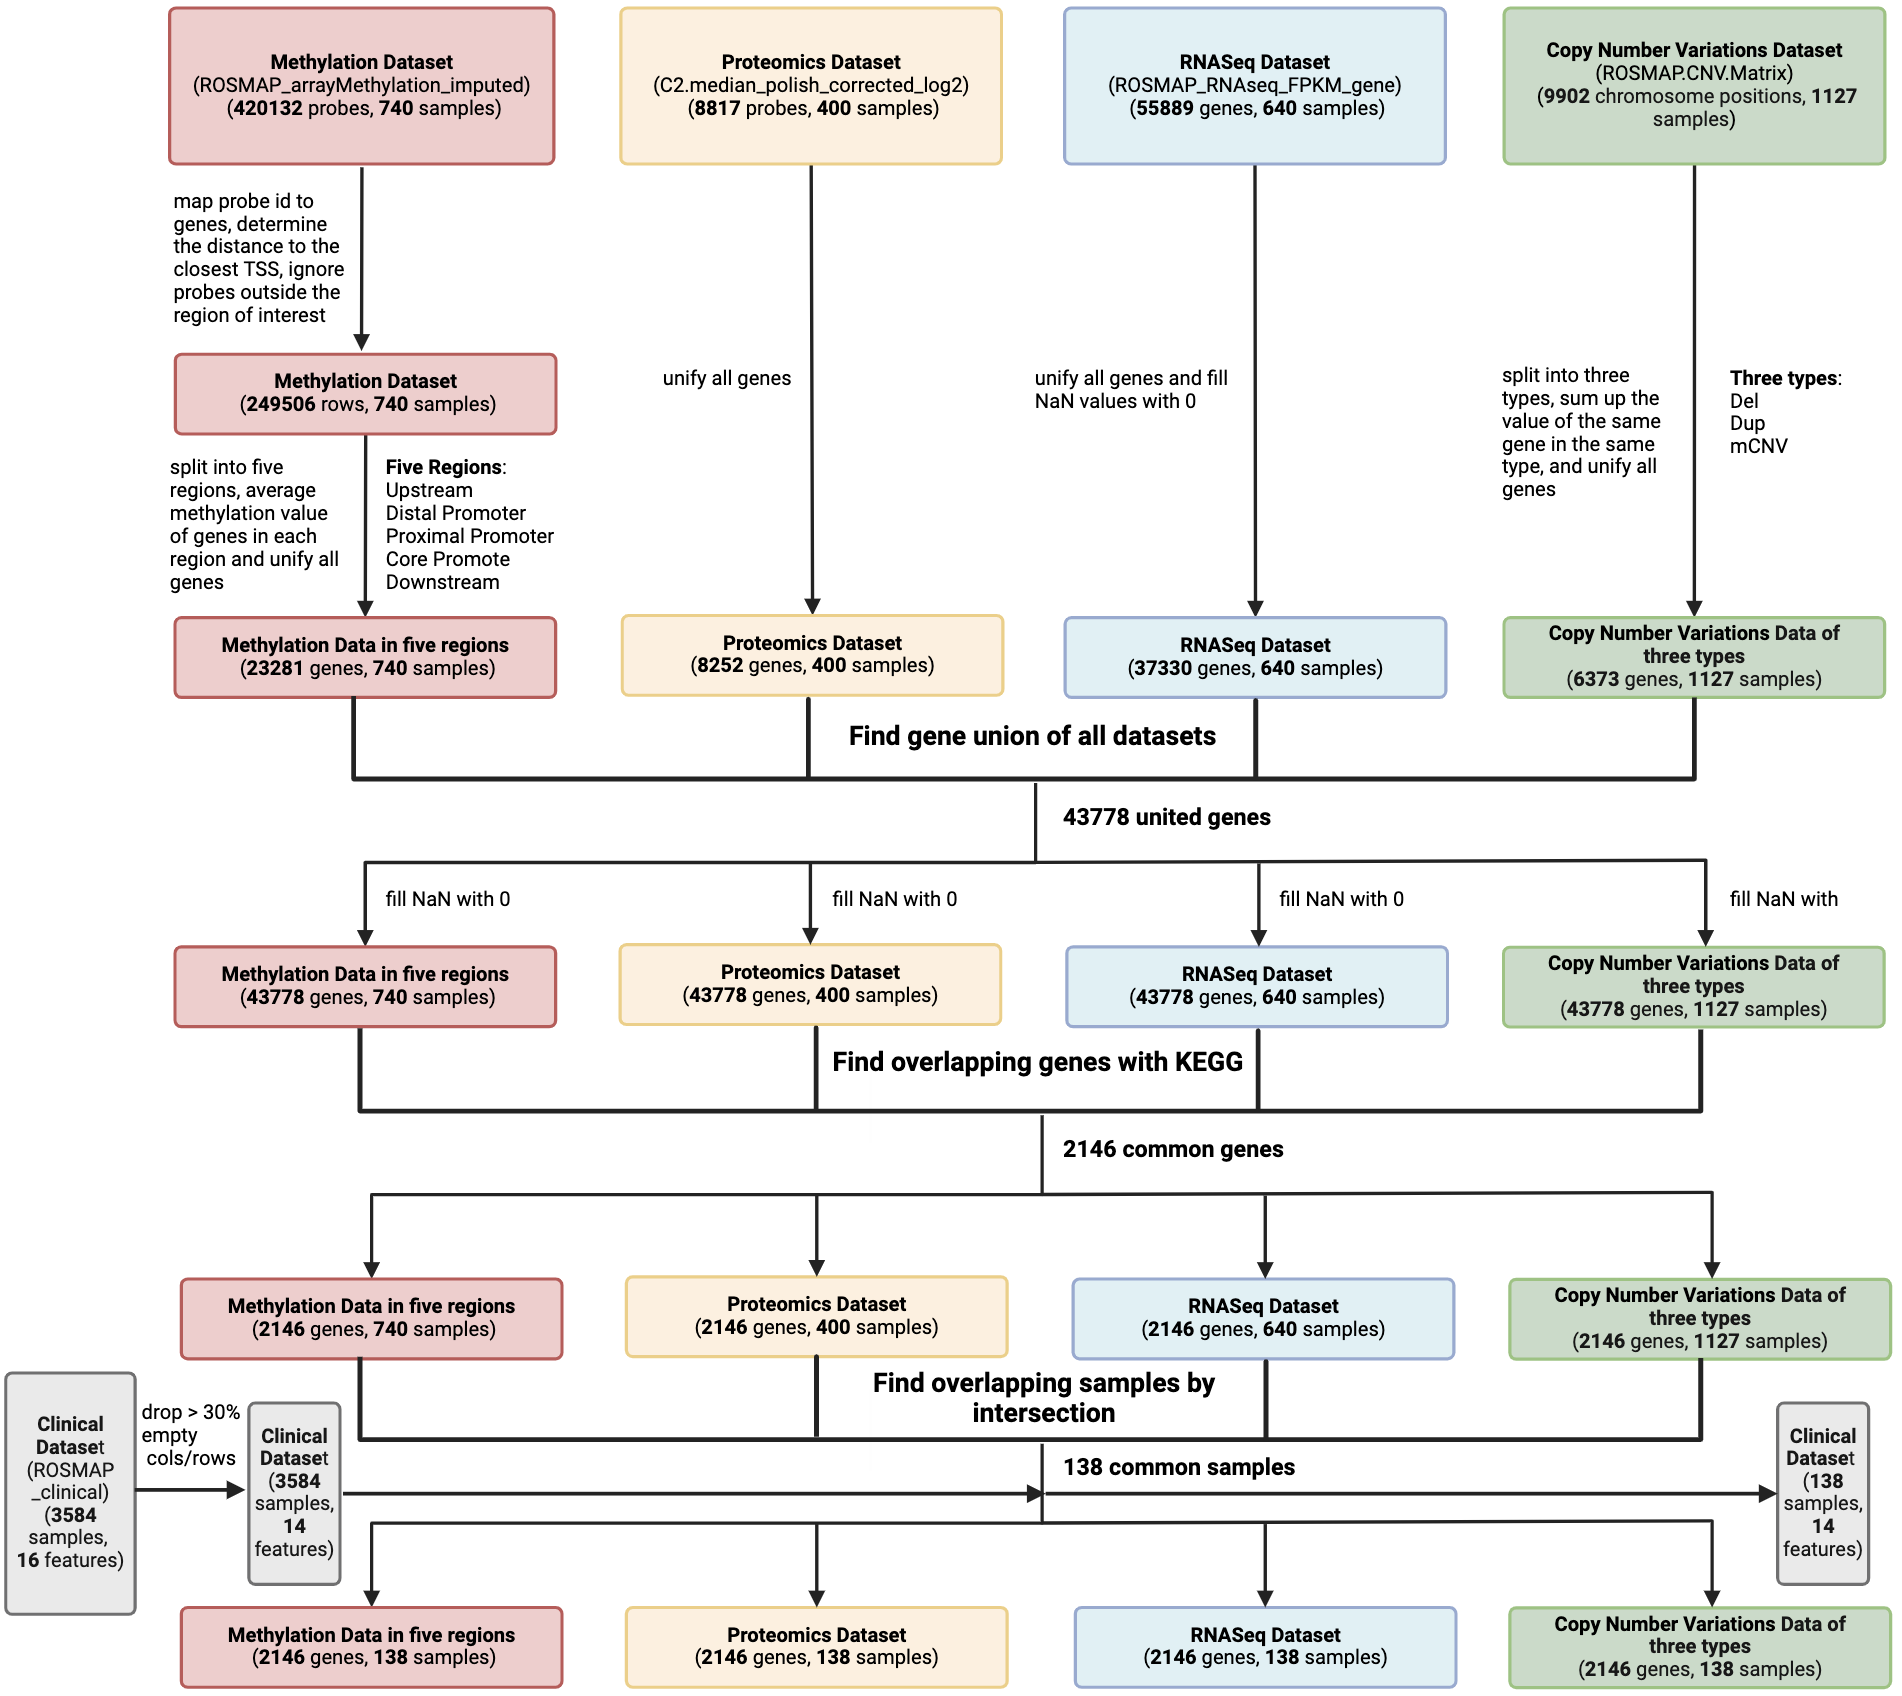 Methylation Dataset
(ROSMAP_arrayMethylation_imputed)
(420132 probes, 740 samples)
Proteomics Dataset
(C2.median_polish_corrected_log2)
(8817 probes, 400 samples)
RNASeq Dataset
(ROSMAP_RNAseq_FPKM_gene)
(55889 genes, 640 samples)
Copy Number Variations Dataset
(ROSMAP.CNV.Matrix)
(9902 chromosome positions, 1127
samples)
map probe id to
genes, determine
the distance to the
closest TSS, ignore
probes outside the
region of interest
Methylation Dataset
(249506 rows, 740 samples)
unify all genes
unify all genes and fill
NaN values with 0
split into three
types, sum up the
value of the same
gene in the same
type, and unify all
genes
Three types:
Del
Dup
mCNV
split into five
regions, average
methylation value
of genes in each
region and unify all
genes
Five Regions:
Upstream
Distal Promoter
Proximal Promoter
Core Promote
Downstream
Methylation Data in five regions
(23281 genes, 740 samples)
Proteomics Dataset
(8252 genes, 400 samples)
RNASeq Dataset
(37330 genes, 640 samples)
Copy Number Variations Data of
three types
(6373 genes, 1127 samples)
Find gene union of all datasets
43778 united genes
fill NaN with 0
fill NaN with 0
fill NaN with 0
fill NaN with
Methylation Data in five regions
(43778 genes, 740 samples)
Proteomics Dataset
(43778 genes, 400 samples)
RNASeq Dataset
(43778 genes, 640 samples)
Copy Number Variations Data of
three types
(43778 genes, 1127 samples)
Find overlapping genes with KEGG
2146 common genes
Methylation Data in five regions
(2146 genes, 740 samples)
Proteomics Dataset
(2146 genes, 400 samples)
RNASeq Dataset
(2146 genes, 640 samples)
Copy Number Variations Data of
three types
(2146 genes, 1127 samples)
Find overlapping samples by
intersection
Clinical
Dataset
(ROSMAP
_clinical)
(3584
samples,
16 features)
drop > 30%
empty
cols/rows
Clinical
Dataset
(3584
samples,
14
features)
138 common samples
Clinical
Dataset
(138
samples,
14
features)
Methylation Data in five regions
(2146 genes, 138 samples)
Proteomics Dataset
(2146 genes, 138 samples)
RNASeq Dataset
(2146 genes, 138 samples)
Copy Number Variations Data of
three types
(2146 genes, 138 samples)